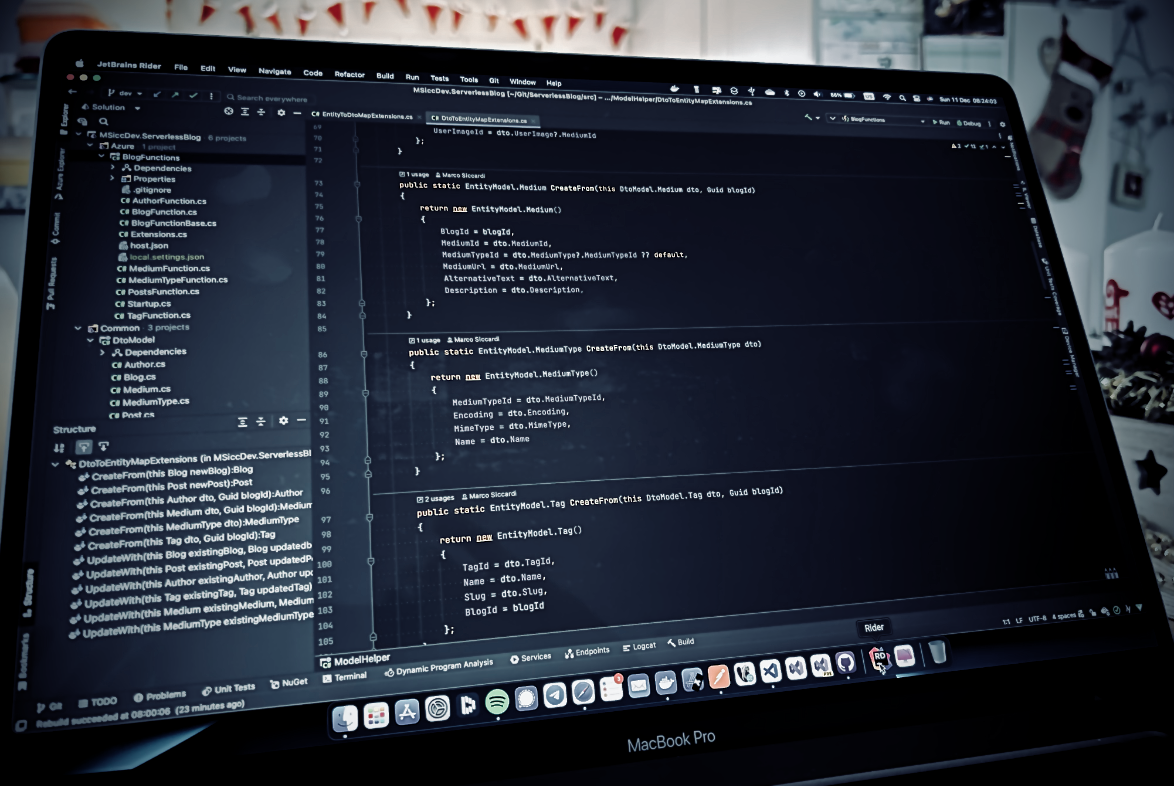 JetBrains Rider File Edit View Navigate Code Refactor Build Run Tests Tools Git Window Help
86% Sun 11 Dec 08:24:03
MSiccDev.ServerlessBlog [~/Git/ServerlessBlog/src] – .../ModelHelper/DtoToEntityMapExtensions.cs
dev
Search everywhere
BlogFunctions
Run
Debug
Solution
EntityToDtoMapExtensions.cs
DtoToEntityMapExtensions.cs
Explorer
Azure Explorer
Commit
Pull Requests
MSiccDev.ServerlessBlog 6 projects
Azure 1 project
BlogFunctions
Dependencies
Properties
.gitignore
C# AuthorFunction.cs
C# BlogFunction.cs
C# BlogFunctionBase.cs
C# Extensions.cs
host.json
local.settings.json
C# MediumFunction.cs
C# MediumTypeFunction.cs
C# PostsFunction.cs
C# Startup.cs
C# TagFunction.cs
Common 3 projects
DtoModel
Dependencies
C# Author.cs
C# Blog.cs
C# Medium.cs
C# MediumType.cs
C# Post.cs
Structure
DtoToEntityMapExtensions (in MSiccDev.ServerlessBl
CreateFrom(this Blog newBlog):Blog
CreateFrom(this Post newPost):Post
CreateFrom(this Author dto, Guid blogId):Author
CreateFrom(this Medium dto, Guid blogId):Medium
CreateFrom(this MediumType dto):MediumType
CreateFrom(this Tag dto, Guid blogId):Tag
UpdateWith(this Blog existingBlog, Blog updatedb
UpdateWith(this Post existingPost, Post updatedP
UpdateWith(this Author existingAuthor, Author upd
UpdateWith(this Tag existingTag, Tag updatedTag)
UpdateWith(this Medium existingMedium, Medium
UpdateWith(this MediumType existingMediumType
Structure
Bookmarks
69 UserImageId = dto.UserImage?.MediumId
70 };
71 }
72
1 usage Marco Siccardi
73 public static EntityModel.Medium CreateFrom(this DtoModel.Medium dto, Guid blogId)
74 {
75 return new EntityModel.Medium()
76 {
77 BlogId = blogId,
78 MediumId = dto.MediumId,
79 MediumTypeId = dto.MediumType?.MediumTypeId ?? default,
80 MediumUrl = dto.MediumUrl,
81 AlternativeText = dto.AlternativeText,
82 Description = dto.Description,
83 };
84 }
85
1 usage Marco Siccardi
86 public static EntityModel.MediumType CreateFrom(this DtoModel.MediumType dto)
87 {
88 return new EntityModel.MediumType()
89 {
90 MediumTypeId = dto.MediumTypeId,
91 Encoding = dto.Encoding,
92 MimeType = dto.MimeType,
93 Name = dto.Name
94 };
95 }
96
2 usages Marco Siccardi
97 public static EntityModel.Tag CreateFrom(this DtoModel.Tag dto, Guid blogId)
98 {
99 return new EntityModel.Tag()
100 {
101 TagId = dto.TagId,
102 Name = dto.Name,
103 Slug = dto.Slug,
104 BlogId = blogId
105 };
ModelHelper
1:1 LF UTF-8 4 spaces
Git TODO Problems Unit Tests NuGet Terminal Dynamic Program Analysis Services Endpoints Logcat Build
Rebuild succeeded at 08:00:06 (23 minutes ago)
Rider
RD
MacBook Pro